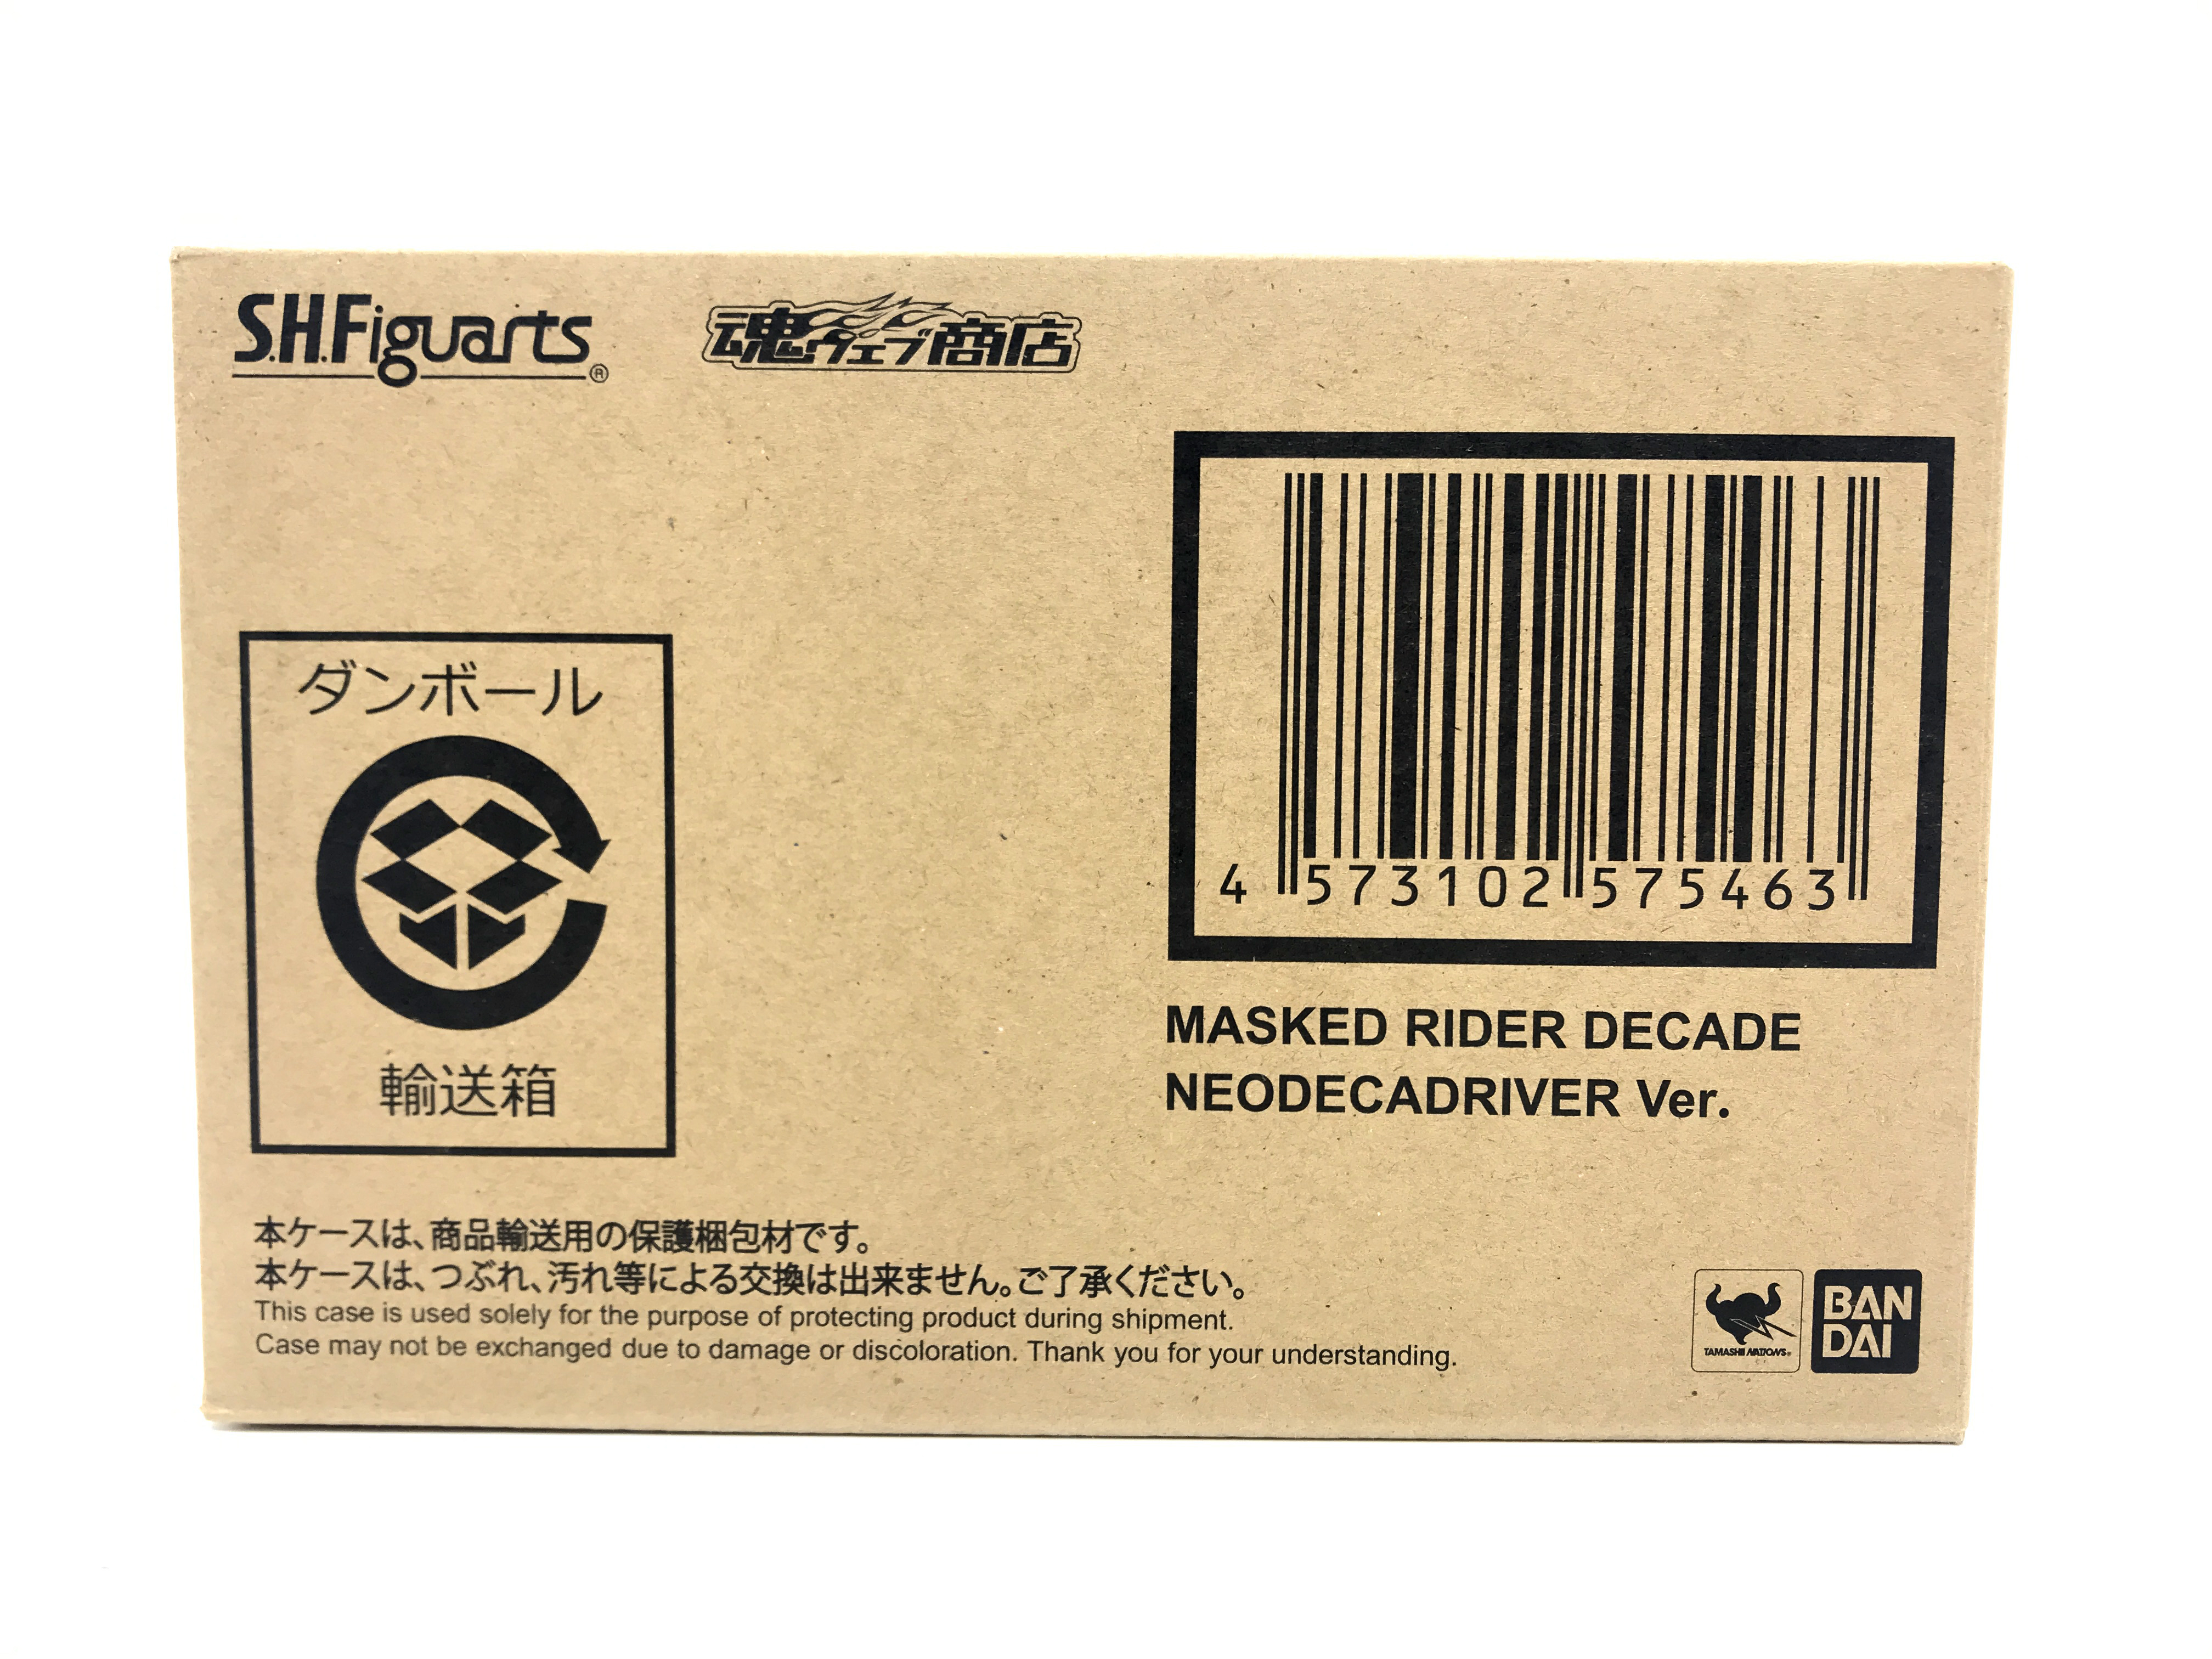 S.H.Figuarts®
魂ウェブ商店
ダンボール
輸送箱
4 573102 575463
MASKED RIDER DECADE
NEODECADRIVER Ver.
本ケースは、商品輸送用の保護梱包材です。
本ケースは、つぶれ、汚れ等による交換は出来ません。ご了承ください。
This case is used solely for the purpose of protecting product during shipment.
Case may not be exchanged due to damage or discoloration. Thank you for your understanding.
TAMASHII NATIONS®
BAN
DAI